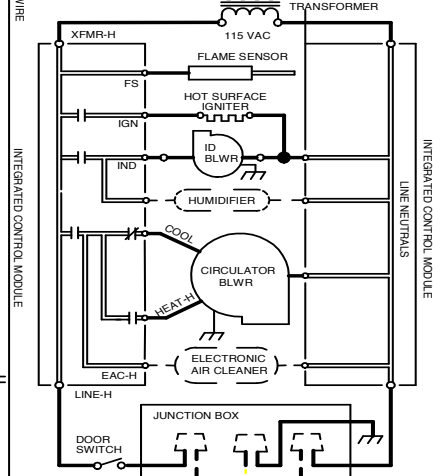 WIRE
TRANSFORMER
XFMR-H
115 VAC
FLAME SENSOR
FS
HOT SURFACE
IGNITER
IGN
ID
BLWR
IND
HUMIDIFIER
COOL
CIRCULATOR
BLWR
HEAT-H
ELECTRONIC
AIR CLEANER
EAC-H
LINE-H
INTEGRATED CONTROL MODULE
LINE NEUTRALS
INTEGRATED CONTROL MODULE
JUNCTION BOX
DOOR
SWITCH